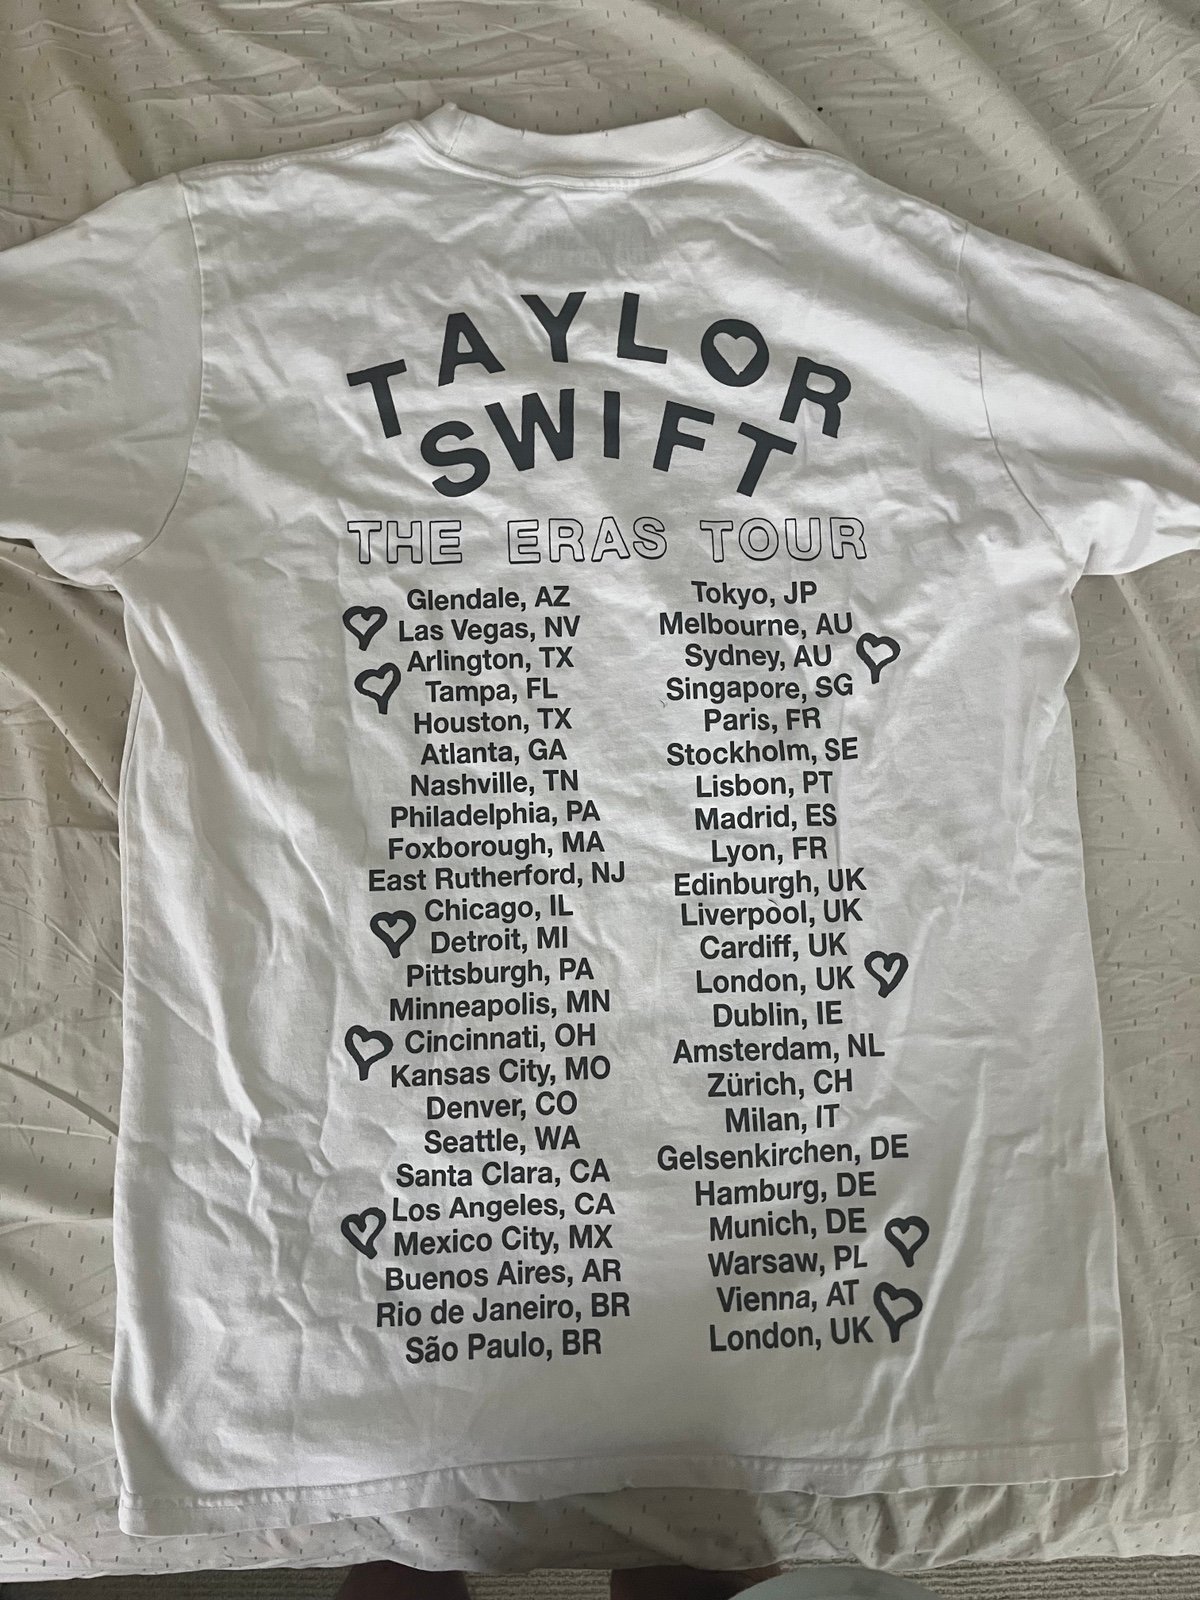 TAYLOR
SWIFT
THE ERAS TOUR
Glendale, AZ
Las Vegas, NV
Arlington, TX
Tampa, FL
Houston, TX
Atlanta, GA
Nashville, TN
Philadelphia, PA
Foxborough, MA
East Rutherford, NJ
Chicago, IL
Detroit, MI
Pittsburgh, PA
Minneapolis, MN
Cincinnati, OH
Kansas City, MO
Denver, CO
Seattle, WA
Santa Clara, CA
Los Angeles, CA
Mexico City, MX
Buenos Aires, AR
Rio de Janeiro, BR
São Paulo, BR
Tokyo, JP
Melbourne, AU
Sydney, AU
Singapore, SG
Paris, FR
Stockholm, SE
Lisbon, PT
Madrid, ES
Lyon, FR
Edinburgh, UK
Liverpool, UK
Cardiff, UK
London, UK
Dublin, IE
Amsterdam, NL
Zürich, CH
Milan, IT
Gelsenkirchen, DE
Hamburg, DE
Munich, DE
Warsaw, PL
Vienna, AT
London, UK